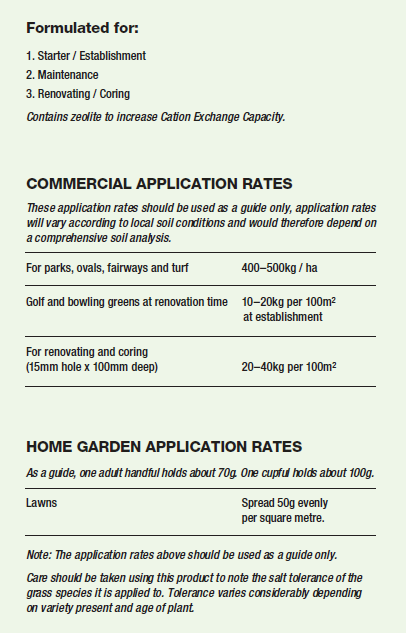 Formulated for:
1. Starter / Establishment
2. Maintenance
3. Renovating / Coring
Contains zeolite to increase Cation Exchange Capacity.
COMMERCIAL APPLICATION RATES
These application rates should be used as a guide only, application rates
will vary according to local soil conditions and would therefore depend on
a comprehensive soil analysis.
For parks, ovals, fairways and turf 400–500kg / ha
Golf and bowling greens at renovation time 10–20kg per 100m²
at establishment
For renovating and coring
(15mm hole x 100mm deep) 20–40kg per 100m²
HOME GARDEN APPLICATION RATES
As a guide, one adult handful holds about 70g. One cupful holds about 100g.
Lawns Spread 50g evenly
per square metre.
Note: The application rates above should be used as a guide only.
Care should be taken using this product to note the salt tolerance of the
grass species it is applied to. Tolerance varies considerably depending
on variety present and age of plant.